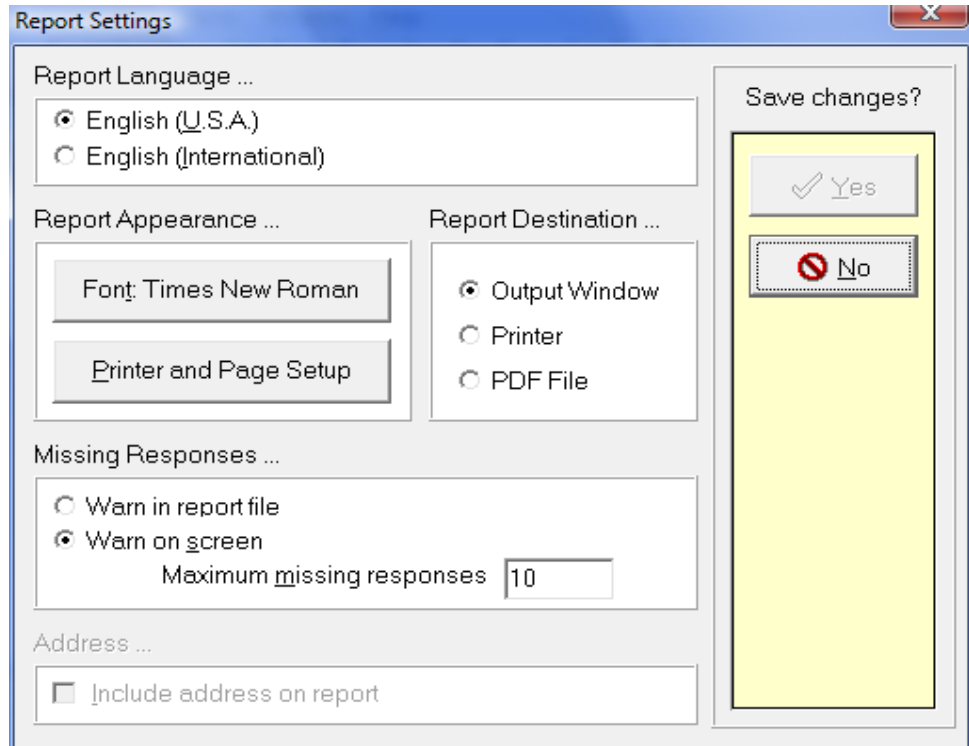 Report Settings
Report Language ...
English (U.S.A.)
English (International)
Report Appearance ...
Font: Times New Roman
Printer and Page Setup
Report Destination ...
Output Window
Printer
PDF File
Missing Responses ...
Warn in report file
Warn on screen
Maximum missing responses 10
Address ...
Include address on report
Save changes?
Yes
No